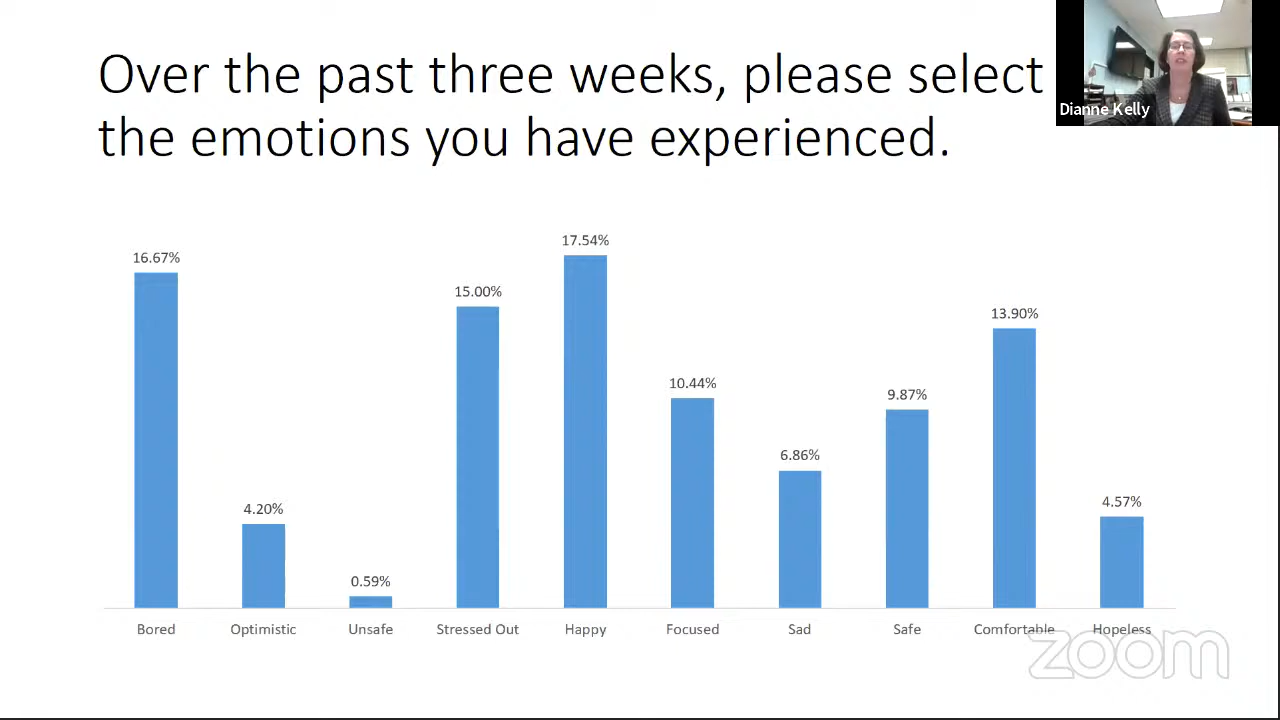 Over the past three weeks, please select
the emotions you have experienced.
Dianne Kelly
16.67%
4.20%
0.59%
15.00%
17.54%
10.44%
6.86%
9.87%
13.90%
4.57%
Bored
Optimistic
Unsafe
Stressed Out
Happy
Focused
Sad
Safe
Comfortable
Hopeless
zoom